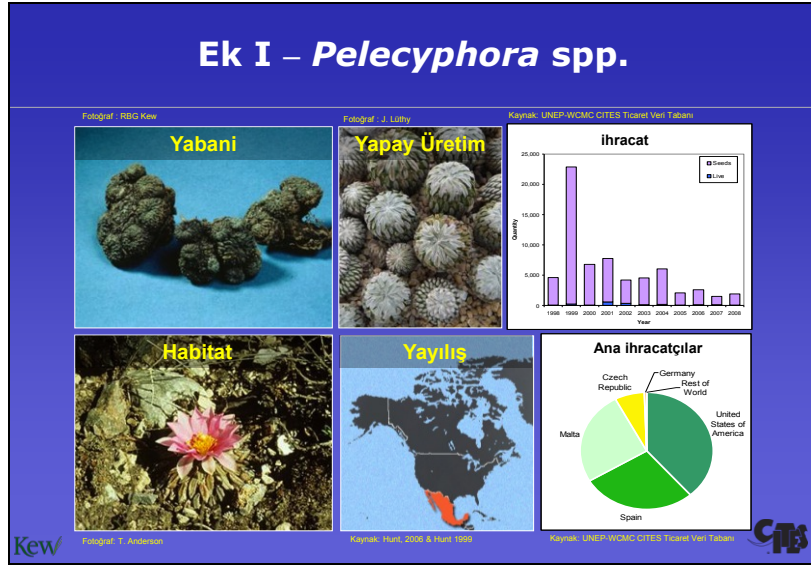 Ek I – Pelecyphora spp.
Fotoğraf : RBG Kew
Fotoğraf : J. Lüthy
Kaynak: UNEP-WCMC CITES Ticaret Veri Tabanı
Yabani
Yapay Üretim
ihracat
25,000
20,000
15,000
10,000
5,000
0
Quantity
Seeds
Live
1998 1999 2000 2001 2002 2003 2004 2005 2006 2007 2008
Year
Habitat
Yayılış
Ana ihracatçılar
Germany
Rest of
World
Czech
Republic
United
States of
America
Malta
Spain
Kew
Fotoğraf: T. Anderson
Kaynak: Hunt, 2006 & Hunt 1999
Kaynak: UNEP-WCMC CITES Ticaret Veri Tabanı
CITES